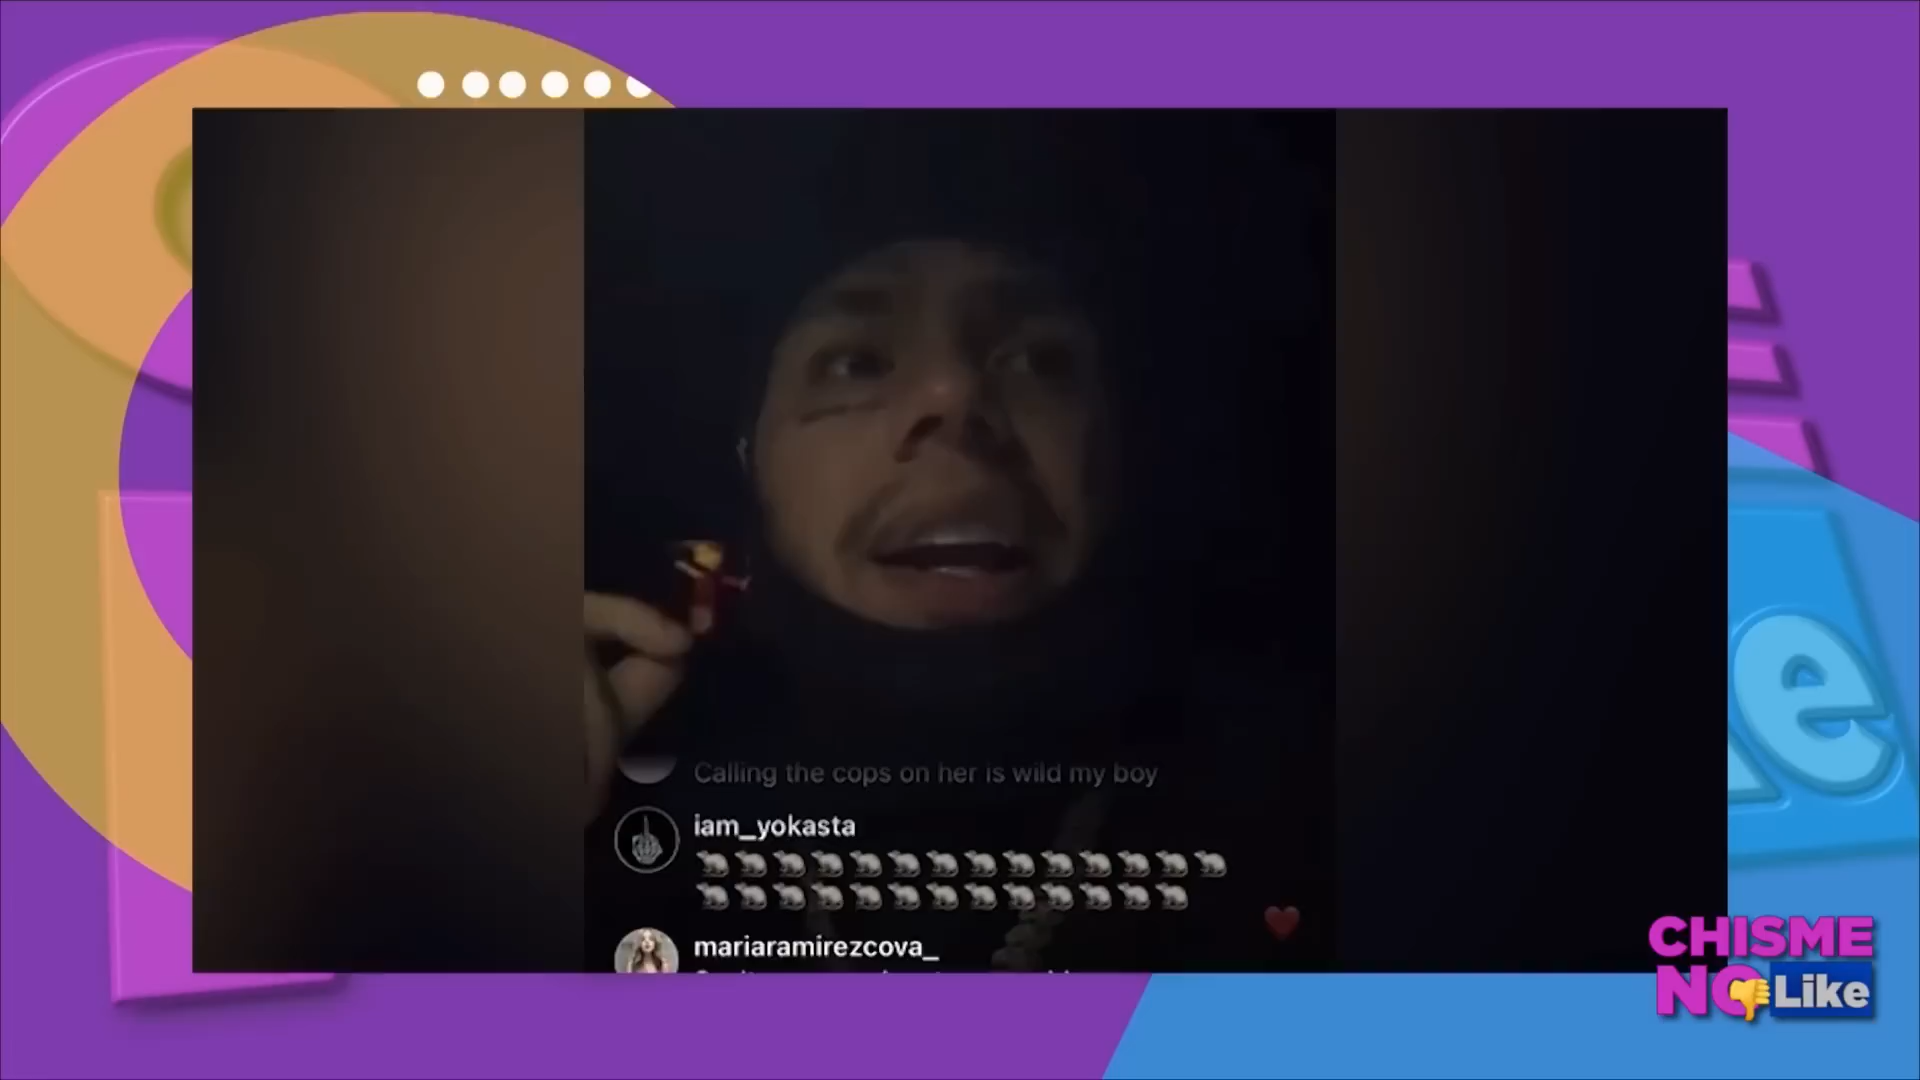 Calling the cops on her is wild my boy
iam_yokasta
🐀🐀🐀🐀🐀🐀🐀🐀🐀🐀🐀🐀🐀🐀
🐀🐀🐀🐀🐀🐀🐀🐀🐀🐀🐀🐀🐀
mariaramirezcova_
CHISME
NO Like